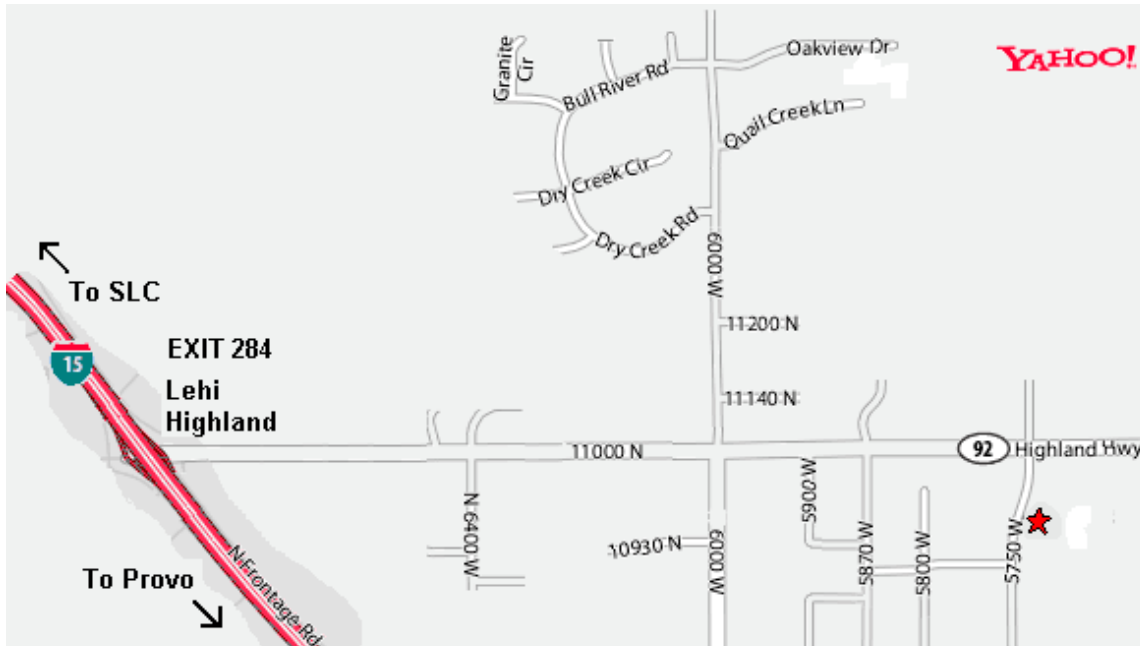 Granite
Cir
Bull River Rd
Oakview Dr
YAHOO!
Quail Creek Ln
Dry Creek Cir
Dry Creek Rd
6000 W
To SLC
11200 N
EXIT 284
15
Lehi
Highland
11140 N
11000 N
92
Highland Hwy
N 6400 W
10930 N
6000 W
5900 W
5870 W
5800 W
5750 W
N Frontage Rd
To Provo